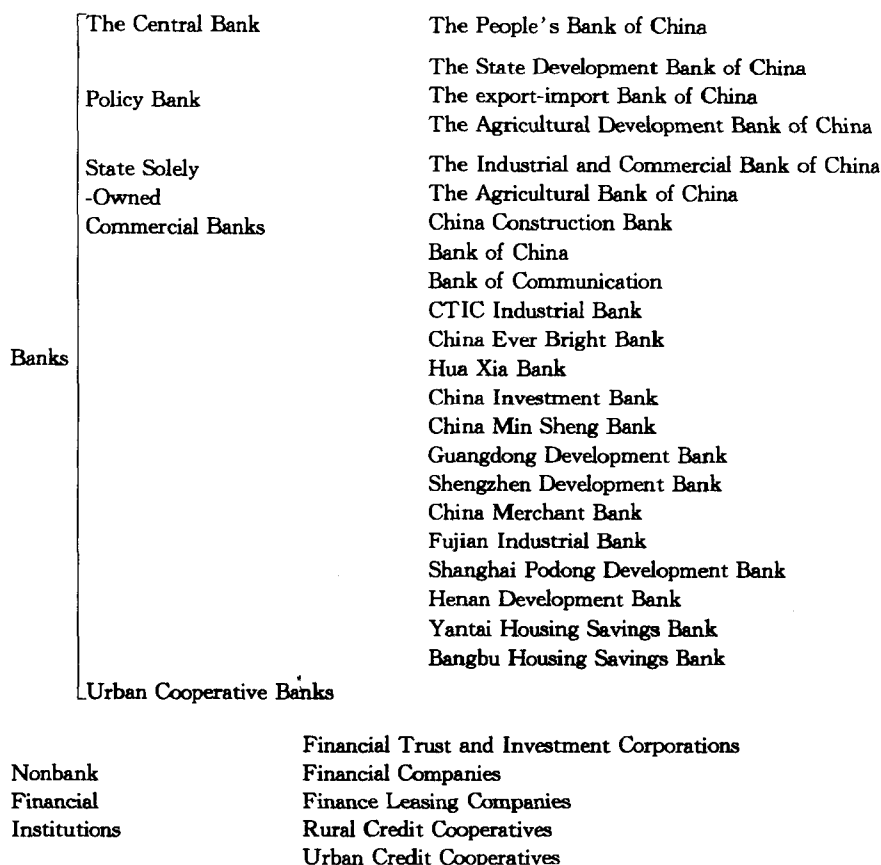 The Central Bank The People's Bank of China
The State Development Bank of China
Policy Bank The export-import Bank of China
The Agricultural Development Bank of China
State Solely The Industrial and Commercial Bank of China
-Owned The Agricultural Bank of China
Commercial Banks China Construction Bank
Bank of China
Bank of Communication
CTIC Industrial Bank
China Ever Bright Bank
Banks Hua Xia Bank
China Investment Bank
China Min Sheng Bank
Guangdong Development Bank
Shengzhen Development Bank
China Merchant Bank
Fujian Industrial Bank
Shanghai Podong Development Bank
Henan Development Bank
Yantai Housing Savings Bank
Bangbu Housing Savings Bank
Urban Cooperative Banks
Financial Trust and Investment Corporations
Nonbank Financial Companies
Financial Finance Leasing Companies
Institutions Rural Credit Cooperatives
Urban Credit Cooperatives